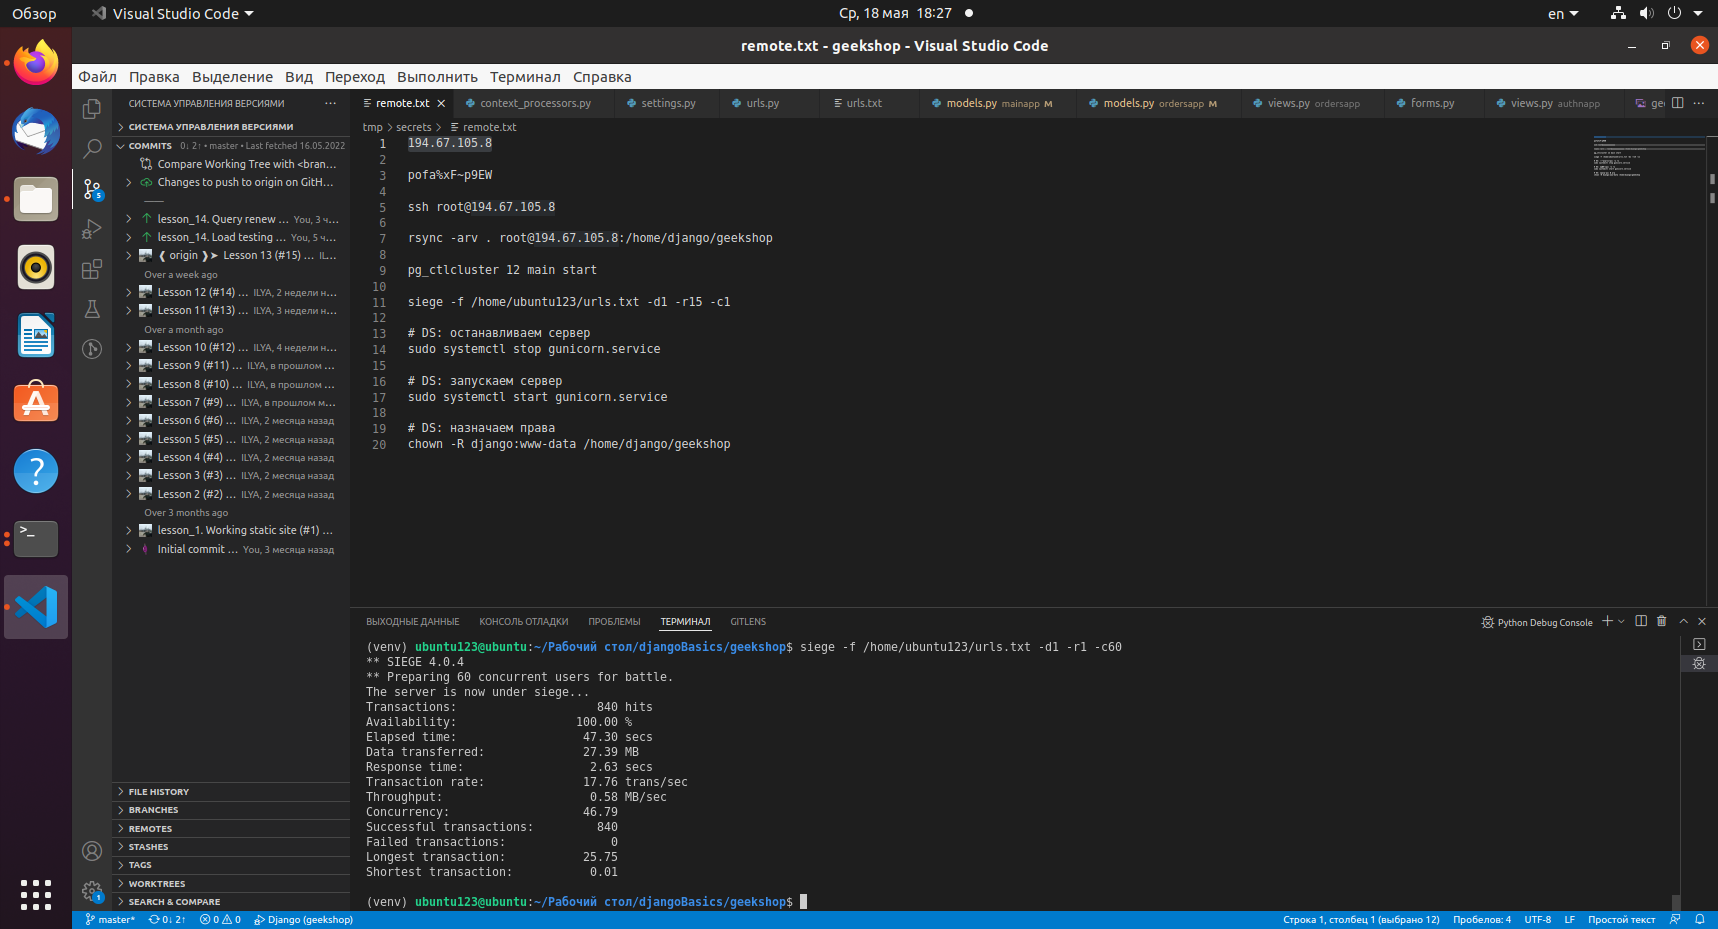 Обзор
Visual Studio Code
Ср, 18 мая 18:27
en
remote.txt - geekshop - Visual Studio Code
Файл Правка Выделение Вид Переход Выполнить Терминал Справка
СИСТЕМА УПРАВЛЕНИЯ ВЕРСИЯМИ
СИСТЕМА УПРАВЛЕНИЯ ВЕРСИЯМИ
COMMITS 0↓ 2↑ • master • Last fetched 16.05.2022
Compare Working Tree with <bran...
Changes to push to origin on GitH...
lesson_14. Query renew ... You, 3 ч...
lesson_14. Load testing ... You, 5 ч...
❰ origin ❱➤ Lesson 13 (#15) ... IL...
Over a week ago
Lesson 12 (#14) ... ILYA, 2 недели н...
Lesson 11 (#13) ... ILYA, 3 недели н...
Over a month ago
Lesson 10 (#12) ... ILYA, 4 недели н...
Lesson 9 (#11) ... ILYA, в прошлом ...
Lesson 8 (#10) ... ILYA, в прошлом ...
Lesson 7 (#9) ... ILYA, в прошлом м...
Lesson 6 (#6) ... ILYA, 2 месяца назад
Lesson 5 (#5) ... ILYA, 2 месяца назад
Lesson 4 (#4) ... ILYA, 2 месяца назад
Lesson 3 (#3) ... ILYA, 2 месяца назад
Lesson 2 (#2) ... ILYA, 2 месяца назад
Over 3 months ago
lesson_1. Working static site (#1) ...
Initial commit ... You, 3 месяца назад
FILE HISTORY
BRANCHES
REMOTES
STASHES
TAGS
WORKTREES
SEARCH & COMPARE
5
1
remote.txt context_processors.py settings.py urls.py urls.txt models.py mainapp M models.py ordersapp M views.py ordersapp forms.py views.py authnapp ge
tmp > secrets > remote.txt
1 194.67.105.8
2
3 pofa%xF~p9EW
4
5 ssh root@194.67.105.8
6
7 rsync -arv . root@194.67.105.8:/home/django/geekshop
8
9 pg_ctlcluster 12 main start
10
11 siege -f /home/ubuntu123/urls.txt -d1 -r15 -c1
12
13 # DS: останавливаем сервер
14 sudo systemctl stop gunicorn.service
15
16 # DS: запускаем сервер
17 sudo systemctl start gunicorn.service
18
19 # DS: назначаем права
20 chown -R django:www-data /home/django/geekshop
ВЫХОДНЫЕ ДАННЫЕ КОНСОЛЬ ОТЛАДКИ ПРОБЛЕМЫ ТЕРМИНАЛ GITLENS
Python Debug Console
(venv) ubuntu123@ubuntu:~/Рабочий стол/djangoBasics/geekshop$ siege -f /home/ubuntu123/urls.txt -d1 -r1 -c60
** SIEGE 4.0.4
** Preparing 60 concurrent users for battle.
The server is now under siege...
Transactions: 840 hits
Availability: 100.00 %
Elapsed time: 47.30 secs
Data transferred: 27.39 MB
Response time: 2.63 secs
Transaction rate: 17.76 trans/sec
Throughput: 0.58 MB/sec
Concurrency: 46.79
Successful transactions: 840
Failed transactions: 0
Longest transaction: 25.75
Shortest transaction: 0.01
(venv) ubuntu123@ubuntu:~/Рабочий стол/djangoBasics/geekshop$
master* 0↓ 2↑ 0 0 Django (geekshop)
Строка 1, столбец 1 (выбрано 12) Пробелов: 4 UTF-8 LF Простой текст